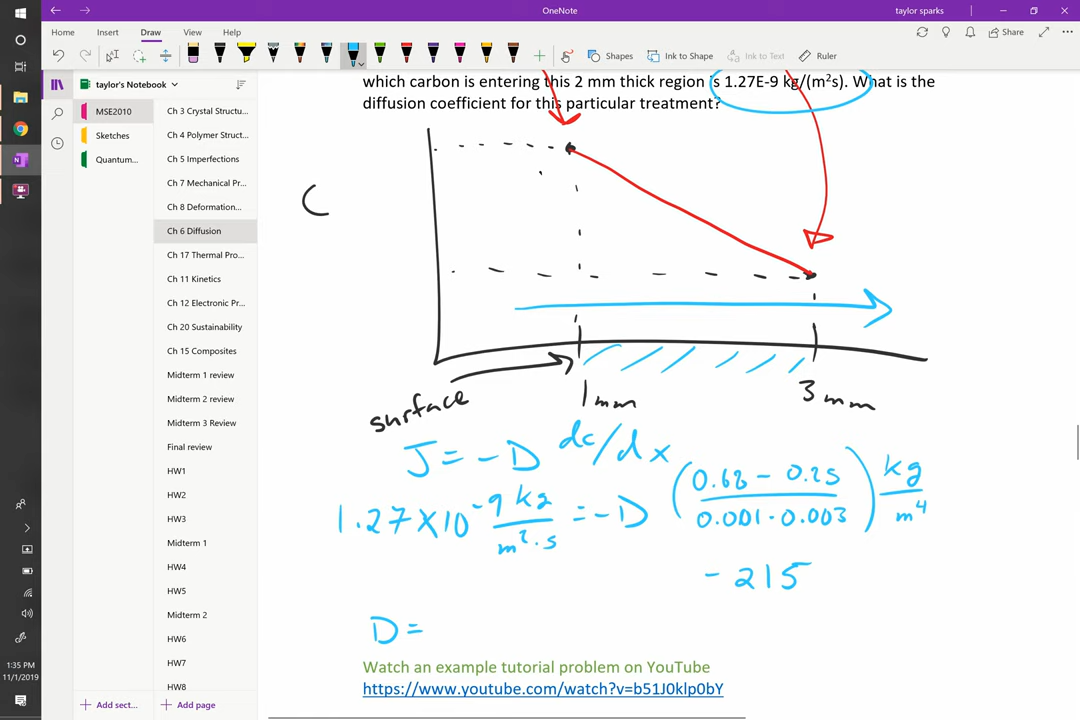 OneNote
taylor sparks
Home Insert Draw View Help
Share
Shapes Ink to Shape Ink to Text Ruler
taylor's Notebook
MSE2010
Sketches
Quantum...
Ch 3 Crystal Structu...
Ch 4 Polymer Struct...
Ch 5 Imperfections
Ch 7 Mechanical Pr...
Ch 8 Deformation...
Ch 6 Diffusion
Ch 17 Thermal Pro...
Ch 11 Kinetics
Ch 12 Electronic Pr...
Ch 20 Sustainability
Ch 15 Composites
Midterm 1 review
Midterm 2 review
Midterm 3 Review
Final review
HW1
HW2
HW3
Midterm 1
HW4
HW5
Midterm 2
HW6
HW7
HW8
Add sect...
Add page
which carbon is entering this 2 mm thick region is 1.27E-9 kg/(m²s). What is the
diffusion coefficient for this particular treatment?
C
surface
1 mm
3 mm
J = -D dc/dx
1.27 × 10⁻⁹ kg/m²·s = -D (0.68 - 0.25 / 0.001 - 0.003) kg/m⁴
- 215
D =
Watch an example tutorial problem on YouTube
https://www.youtube.com/watch?v=b51J0klp0bY
1:35 PM
11/1/2019